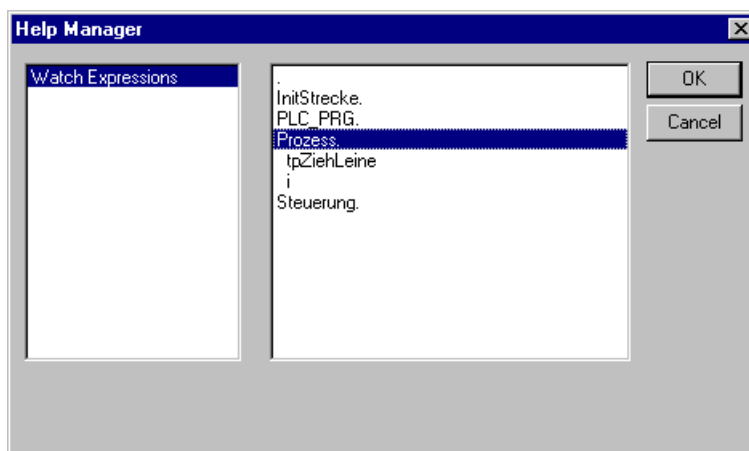 Help Manager
Watch Expressions
.
InitStrecke.
PLC_PRG.
Prozess.
tpZiehLeine
i
Steuerung.
OK
Cancel